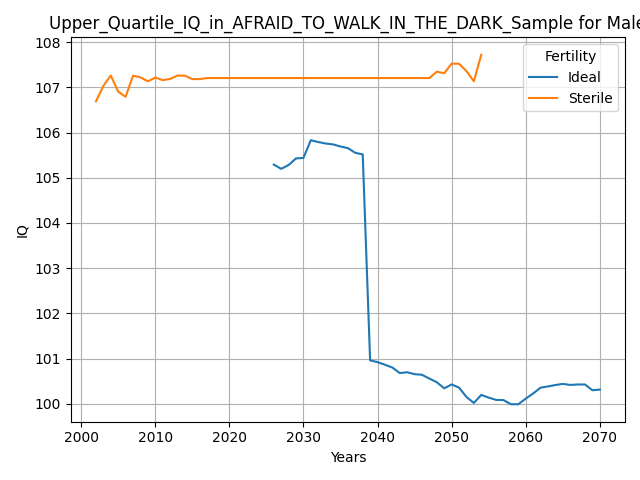 Upper_Quartile_IQ_in_AFRAID_TO_WALK_IN_THE_DARK_Sample for Male
108
107
106
105
104
103
102
101
100
IQ
Fertility
Ideal
Sterile
2000 2010 2020 2030 2040 2050 2060 2070
Years